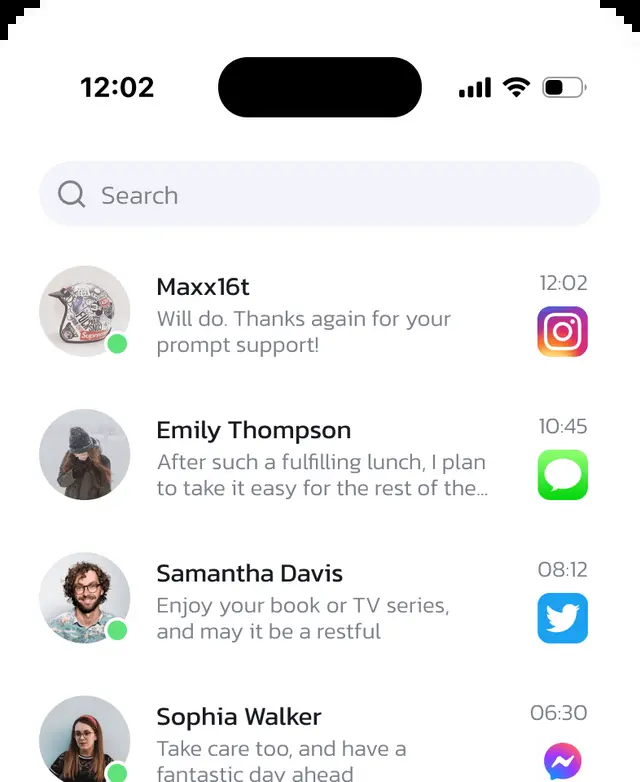 12:02
Search
Maxx16t
12:02
Will do. Thanks again for your
prompt support!
Emily Thompson
10:45
After such a fulfilling lunch, I plan
to take it easy for the rest of the...
Samantha Davis
08:12
Enjoy your book or TV series,
and may it be a restful
Sophia Walker
06:30
Take care too, and have a
fantastic day ahead